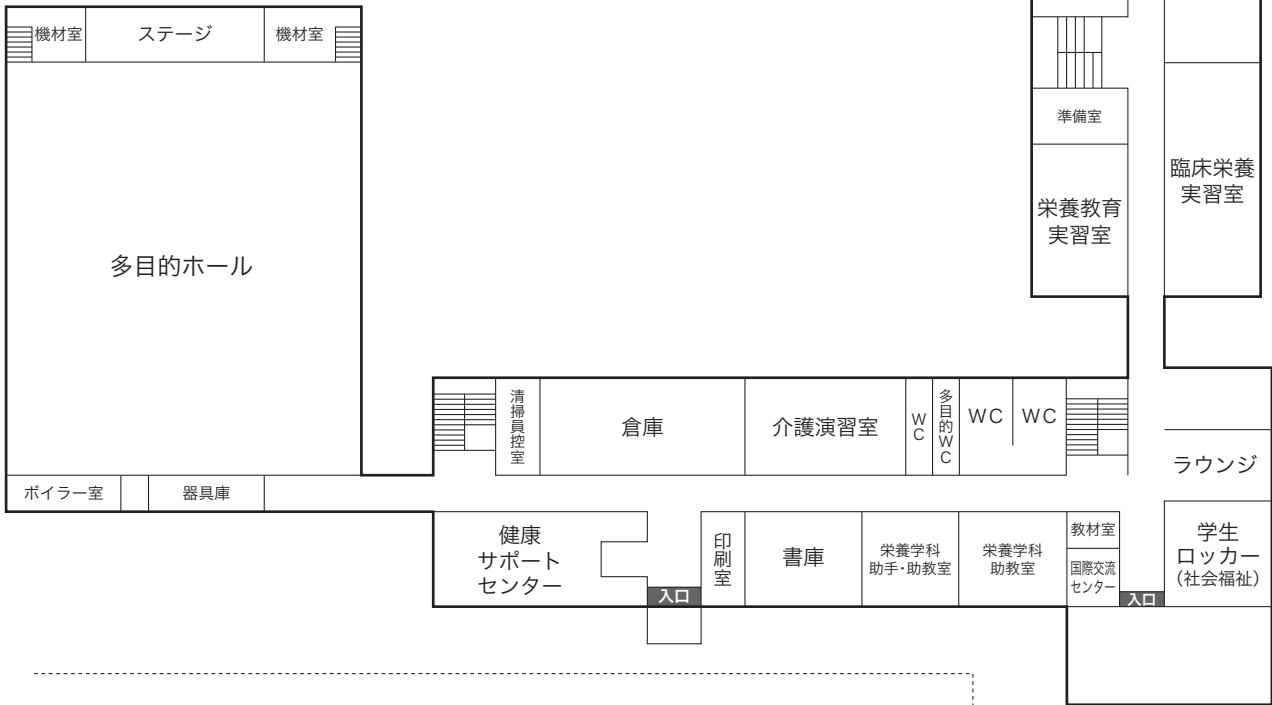 機材室
ステージ
機材室
準備室
臨床栄養
実習室
栄養教育
実習室
多目的ホール
清掃員控室
倉庫
介護演習室
WC
多目的WC
WC
WC
ラウンジ
ボイラー室
器具庫
健康
サポート
センター
印刷室
書庫
栄養学科
助手・助教室
栄養学科
助教室
教材室
国際交流
センター
学生
ロッカー
(社会福祉)
入口
入口